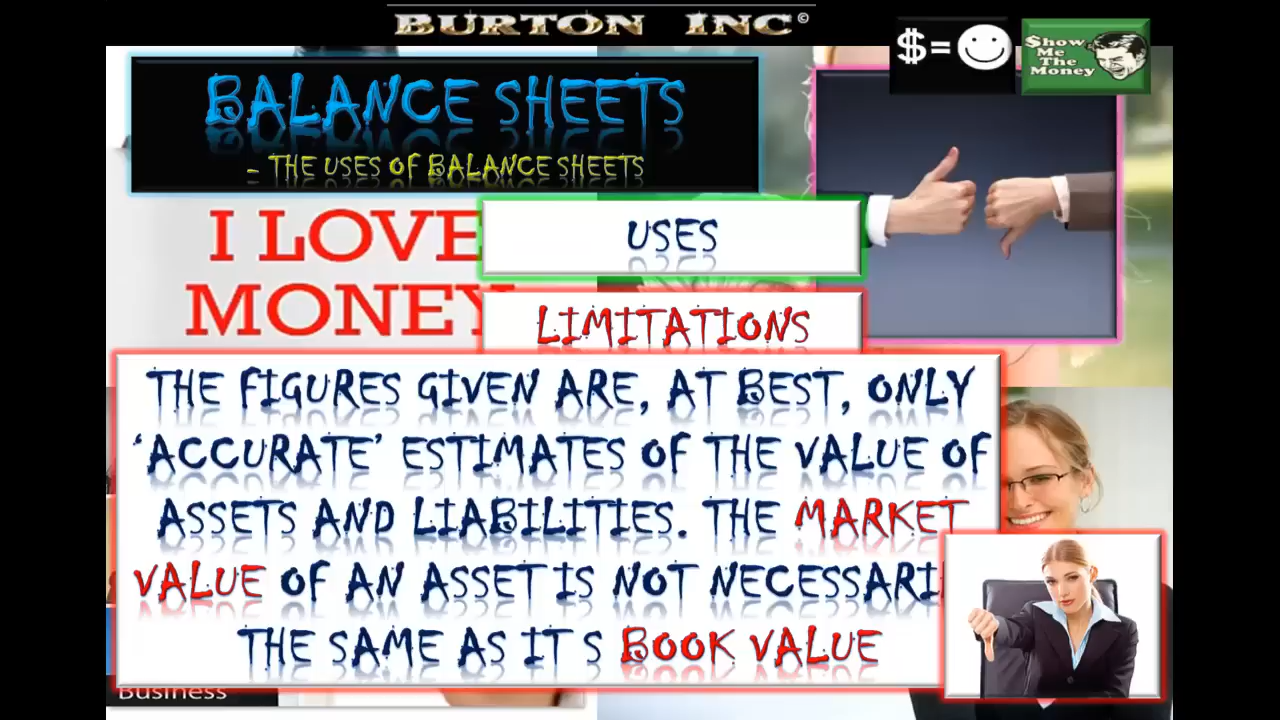 BURTON INC©
$=
Show
Me
The
Money
BALANCE SHEETS
- THE USES OF BALANCE SHEETS
I LOVE
MONEY
USES
LIMITATIONS
THE FIGURES GIVEN ARE, AT BEST, ONLY
‘ACCURATE’ ESTIMATES OF THE VALUE OF
ASSETS AND LIABILITIES. THE MARKET
VALUE OF AN ASSET IS NOT NECESSARI
THE SAME AS IT'S BOOK VALUE
Business